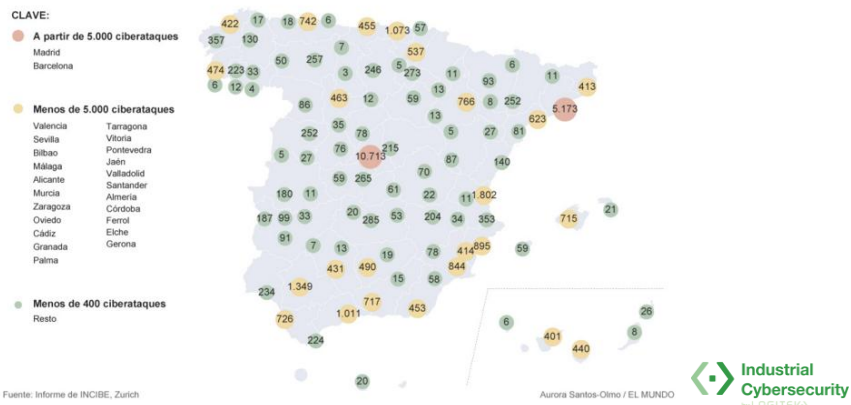 CLAVE:
A partir de 5.000 ciberataques
Madrid
Barcelona
Menos de 5.000 ciberataques
Valencia
Sevilla
Bilbao
Málaga
Alicante
Murcia
Zaragoza
Oviedo
Cádiz
Granada
Palma
Tarragona
Vitoria
Pontevedra
Jaén
Valladolid
Santander
Almería
Córdoba
Ferrol
Elche
Gerona
Menos de 400 ciberataques
Resto
422 17 18 742 6 455 1.073 57
357 130 7 537
474 223 33 50 257 3 246 5 273 11 93 6 11 413
6 12 4 86 463 12 59 13 766 8 252 5.173
252 35 78 13 5 27 81 623
5 27 76 10.713 215 70 87 140
59 265
180 11 61 22 11 1.802 715 21
187 99 33 20 285 53 204 34 353
91 7 13 19 78 414 895 59
431 490 15 58 844
234 1.349
726 1.011 717 453
224
20
6 401 440 8 26
Fuente: Informe de INCIBE, Zurich
Aurora Santos-Olmo / EL MUNDO
Industrial
Cybersecurity
by LOGITEK